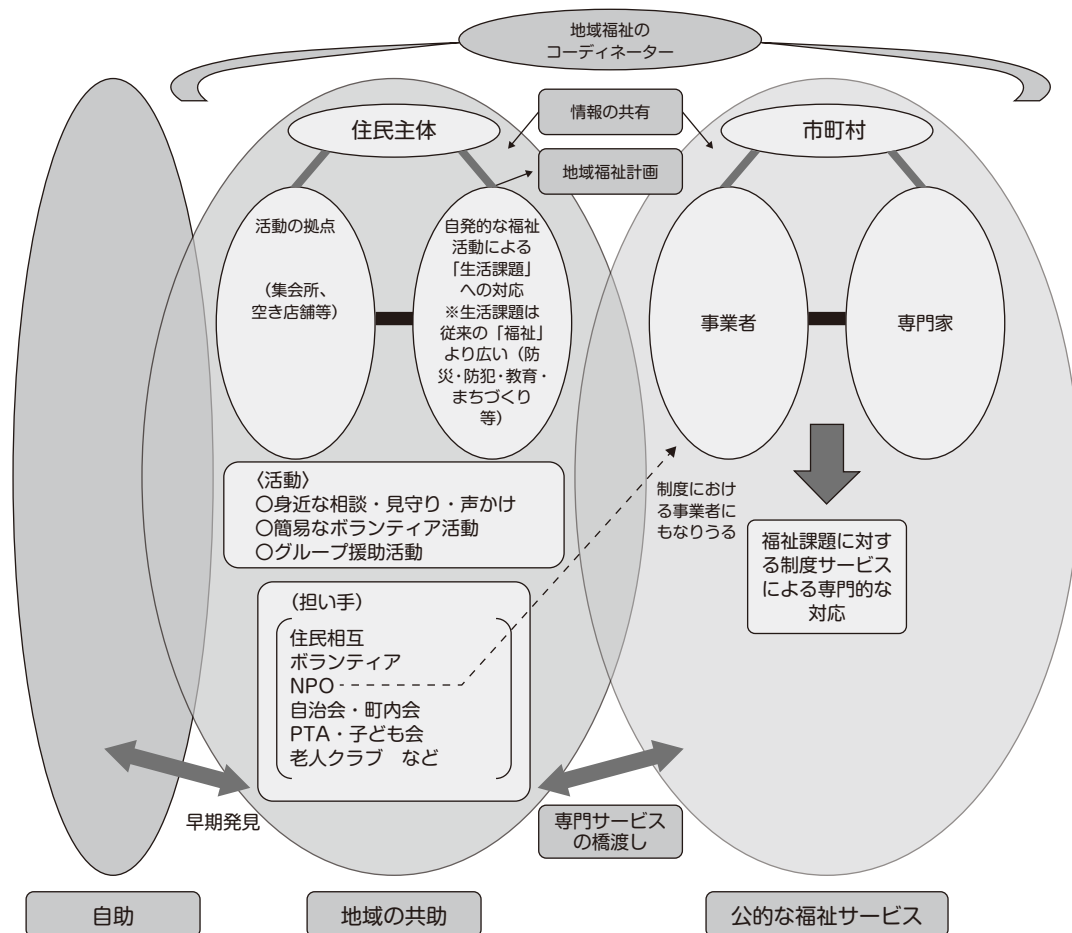 地域福祉の
コーディネーター
住民主体
情報の共有
市町村
地域福祉計画
活動の拠点
（集会所、
空き店舗等）
自発的な福祉
活動による
「生活課題」
への対応
※生活課題は
従来の「福祉」
より広い（防
災・防犯・教育・
まちづくり
等）
事業者
専門家
〈活動〉
○身近な相談・見守り・声かけ
○簡易なボランティア活動
○グループ援助活動
制度におけ
る事業者に
もなりうる
福祉課題に対す
る制度サービス
による専門的な
対応
（担い手）
住民相互
ボランティア
NPO
自治会・町内会
PTA・子ども会
老人クラブ　など
早期発見
専門サービス
の橋渡し
自助
地域の共助
公的な福祉サービス